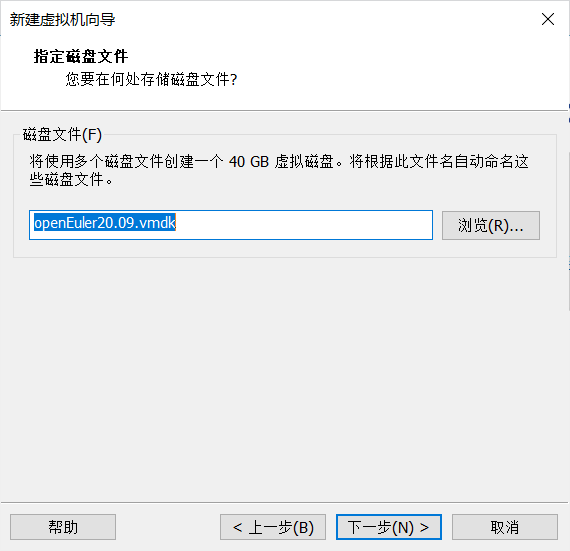 新建虚拟机向导
指定磁盘文件
您要在何处存储磁盘文件?
磁盘文件(F)
将使用多个磁盘文件创建一个 40 GB 虚拟磁盘。将根据此文件名自动命名这
些磁盘文件。
openEuler20.09.vmdk
浏览(R)...
帮助
< 上一步(B)
下一步(N) >
取消